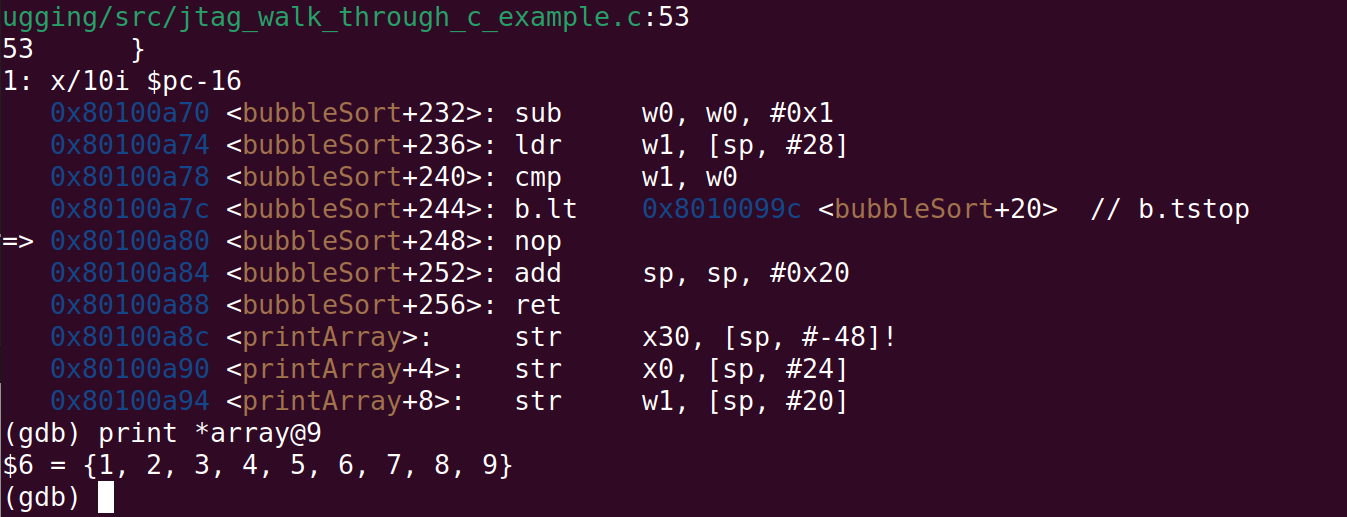 ugging/src/jtag_walk_through_c_example.c:53
53      }
1: x/10i $pc-16
   0x80100a70 <bubbleSort+232>: sub     w0, w0, #0x1
   0x80100a74 <bubbleSort+236>: ldr     w1, [sp, #28]
   0x80100a78 <bubbleSort+240>: cmp     w1, w0
   0x80100a7c <bubbleSort+244>: b.lt    0x8010099c <bubbleSort+20>  // b.tstop
=> 0x80100a80 <bubbleSort+248>: nop
   0x80100a84 <bubbleSort+252>: add     sp, sp, #0x20
   0x80100a88 <bubbleSort+256>: ret
   0x80100a8c <printArray>:     str     x30, [sp, #-48]!
   0x80100a90 <printArray+4>:   str     x0, [sp, #24]
   0x80100a94 <printArray+8>:   str     w1, [sp, #20]
(gdb) print *array@9
$6 = {1, 2, 3, 4, 5, 6, 7, 8, 9}
(gdb)